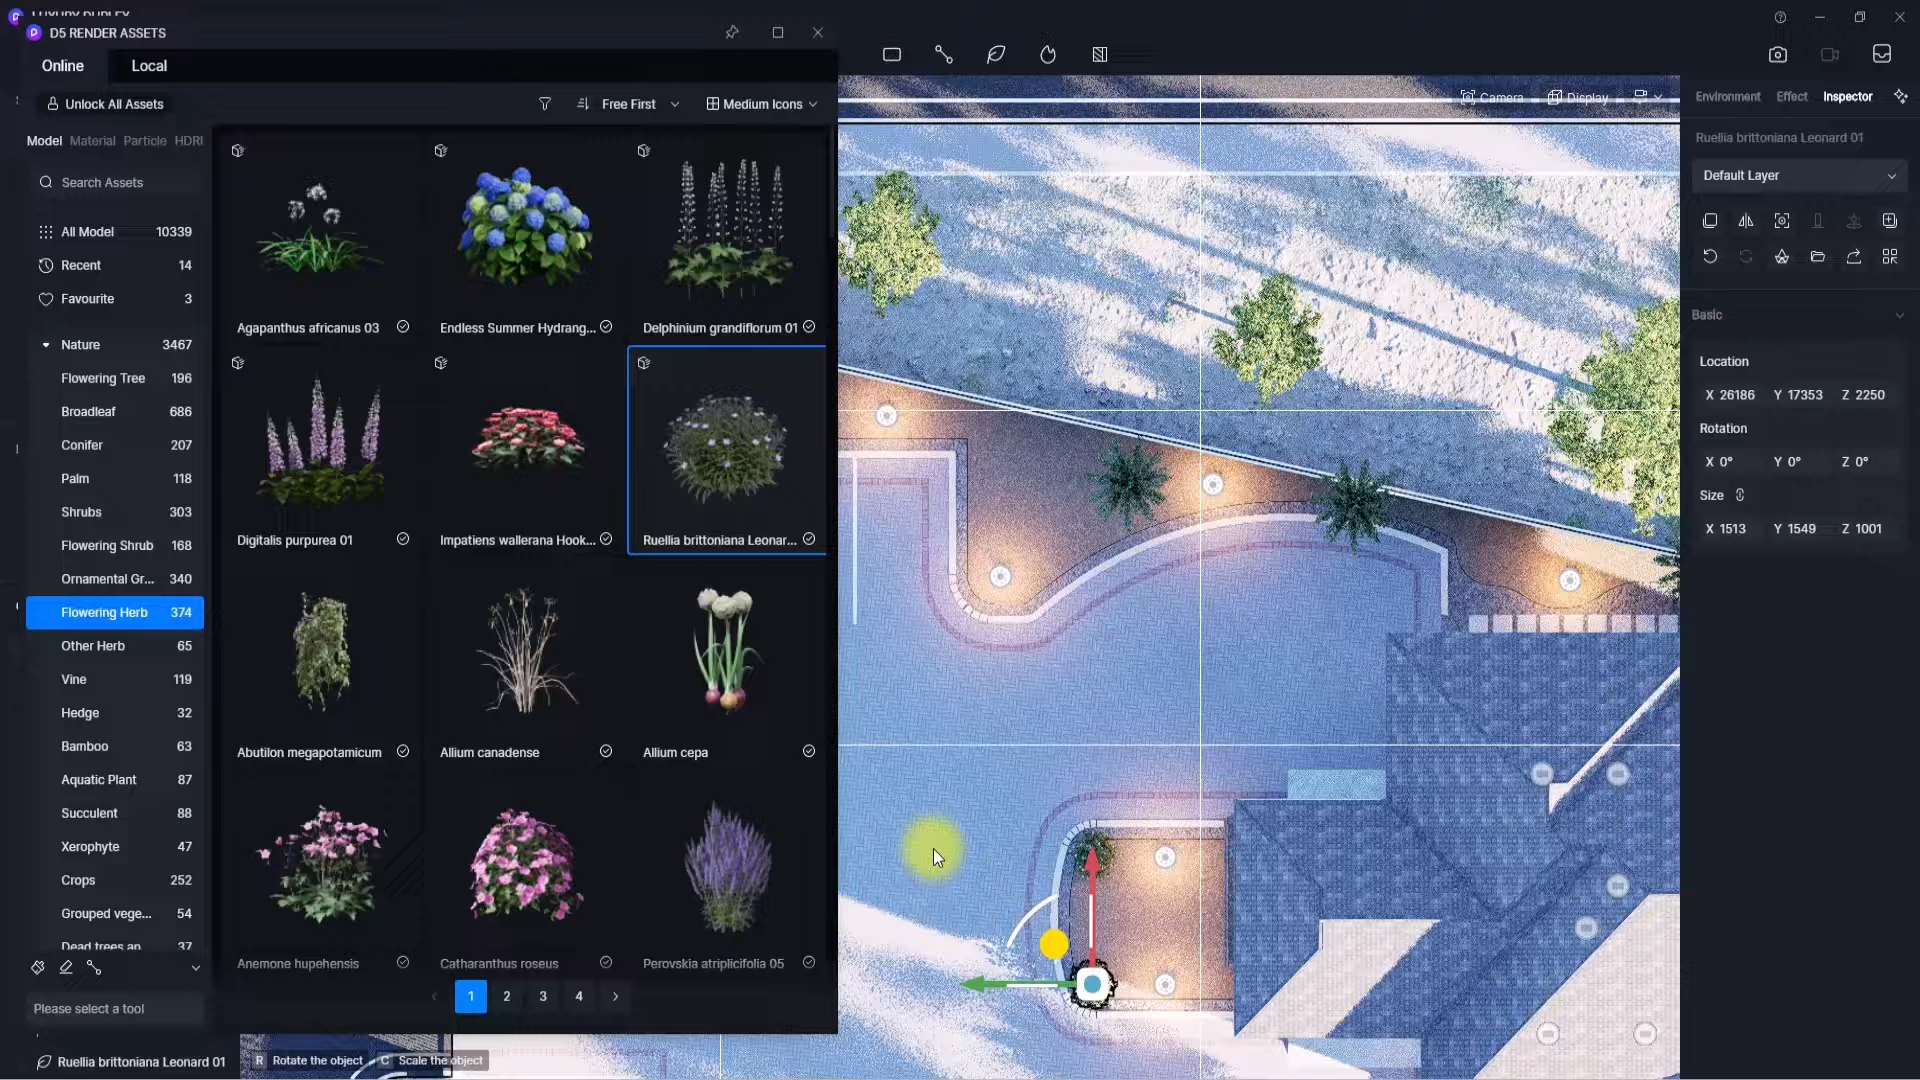 D5 RENDER ASSETS
Online
Local
Unlock All Assets
Free First
Medium Icons
Camera
Display
Environment
Effect
Inspector
Model
Material
Particle
HDRI
Ruellia brittoniana Leonard 01
Search Assets
Default Layer
All Model 10339
Recent 14
Favourite 3
Nature 3467
Flowering Tree 196
Broadleaf 686
Conifer 207
Palm 118
Shrubs 303
Flowering Shrub 168
Ornamental Gr... 340
Flowering Herb 374
Other Herb 65
Vine 119
Hedge 32
Bamboo 63
Aquatic Plant 87
Succulent 88
Xerophyte 47
Crops 252
Grouped vege... 54
Dead trees an 37
Please select a tool
Agapanthus africanus 03
Endless Summer Hydrang...
Delphinium grandiflorum 01
Digitalis purpurea 01
Impatiens wallerana Hook...
Ruellia brittoniana Leonar...
Abutilon megapotamicum
Allium canadense
Allium cepa
Anemone hupehensis
Catharanthus roseus
Perovskia atriplicifolia 05
1 2 3 4
Basic
Location
X 26186 Y 17353 Z 2250
Rotation
X 0° Y 0° Z 0°
Size
X 1513 Y 1549 Z 1001
Ruellia brittoniana Leonard 01
R Rotate the object
C Scale the object